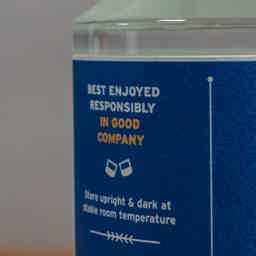 BEST ENJOYED
RESPONSIBLY
IN GOOD
COMPANY
Store upright & dark at
stable room temperature